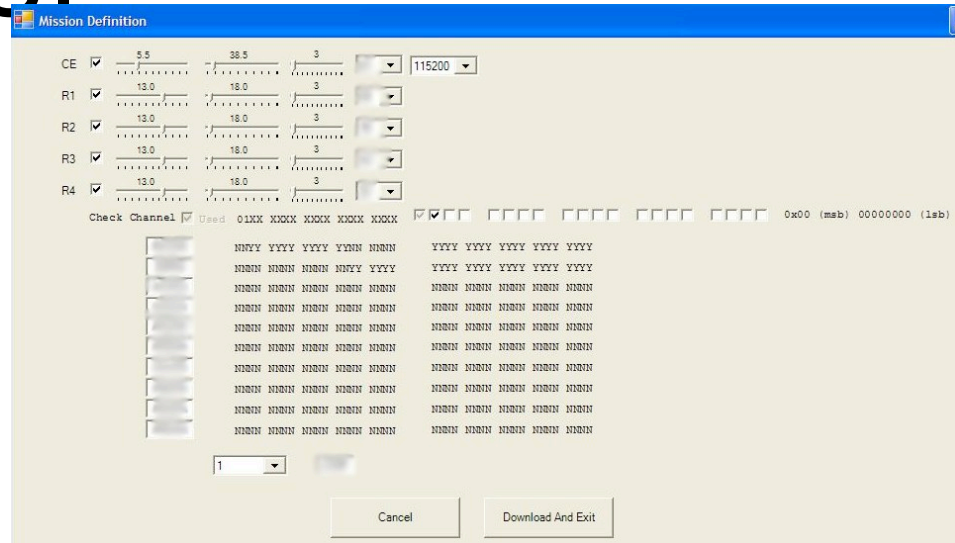 Mission Definition
CE 5.5 38.5 3 115200
R1 13.0 18.0 3
R2 13.0 18.0 3
R3 13.0 18.0 3
R4 13.0 18.0 3
Check Channel Used 01XX XXXX XXXX XXXX XXXX 0x00 (msb) 00000000 (lsb)
NNYY YYYY YYYY YYNN NNNN YYYY YYYY YYYY YYYY YYYY
NNNN NNNN NNNN NNYY YYYY YYYY YYYY YYYY YYYY YYYY
NNNN NNNN NNNN NNNN NNNN NNNN NNNN NNNN NNNN NNNN
NNNN NNNN NNNN NNNN NNNN NNNN NNNN NNNN NNNN NNNN
NNNN NNNN NNNN NNNN NNNN NNNN NNNN NNNN NNNN NNNN
NNNN NNNN NNNN NNNN NNNN NNNN NNNN NNNN NNNN NNNN
NNNN NNNN NNNN NNNN NNNN NNNN NNNN NNNN NNNN NNNN
NNNN NNNN NNNN NNNN NNNN NNNN NNNN NNNN NNNN NNNN
NNNN NNNN NNNN NNNN NNNN NNNN NNNN NNNN NNNN NNNN
NNNN NNNN NNNN NNNN NNNN NNNN NNNN NNNN NNNN NNNN
1
Cancel Download And Exit